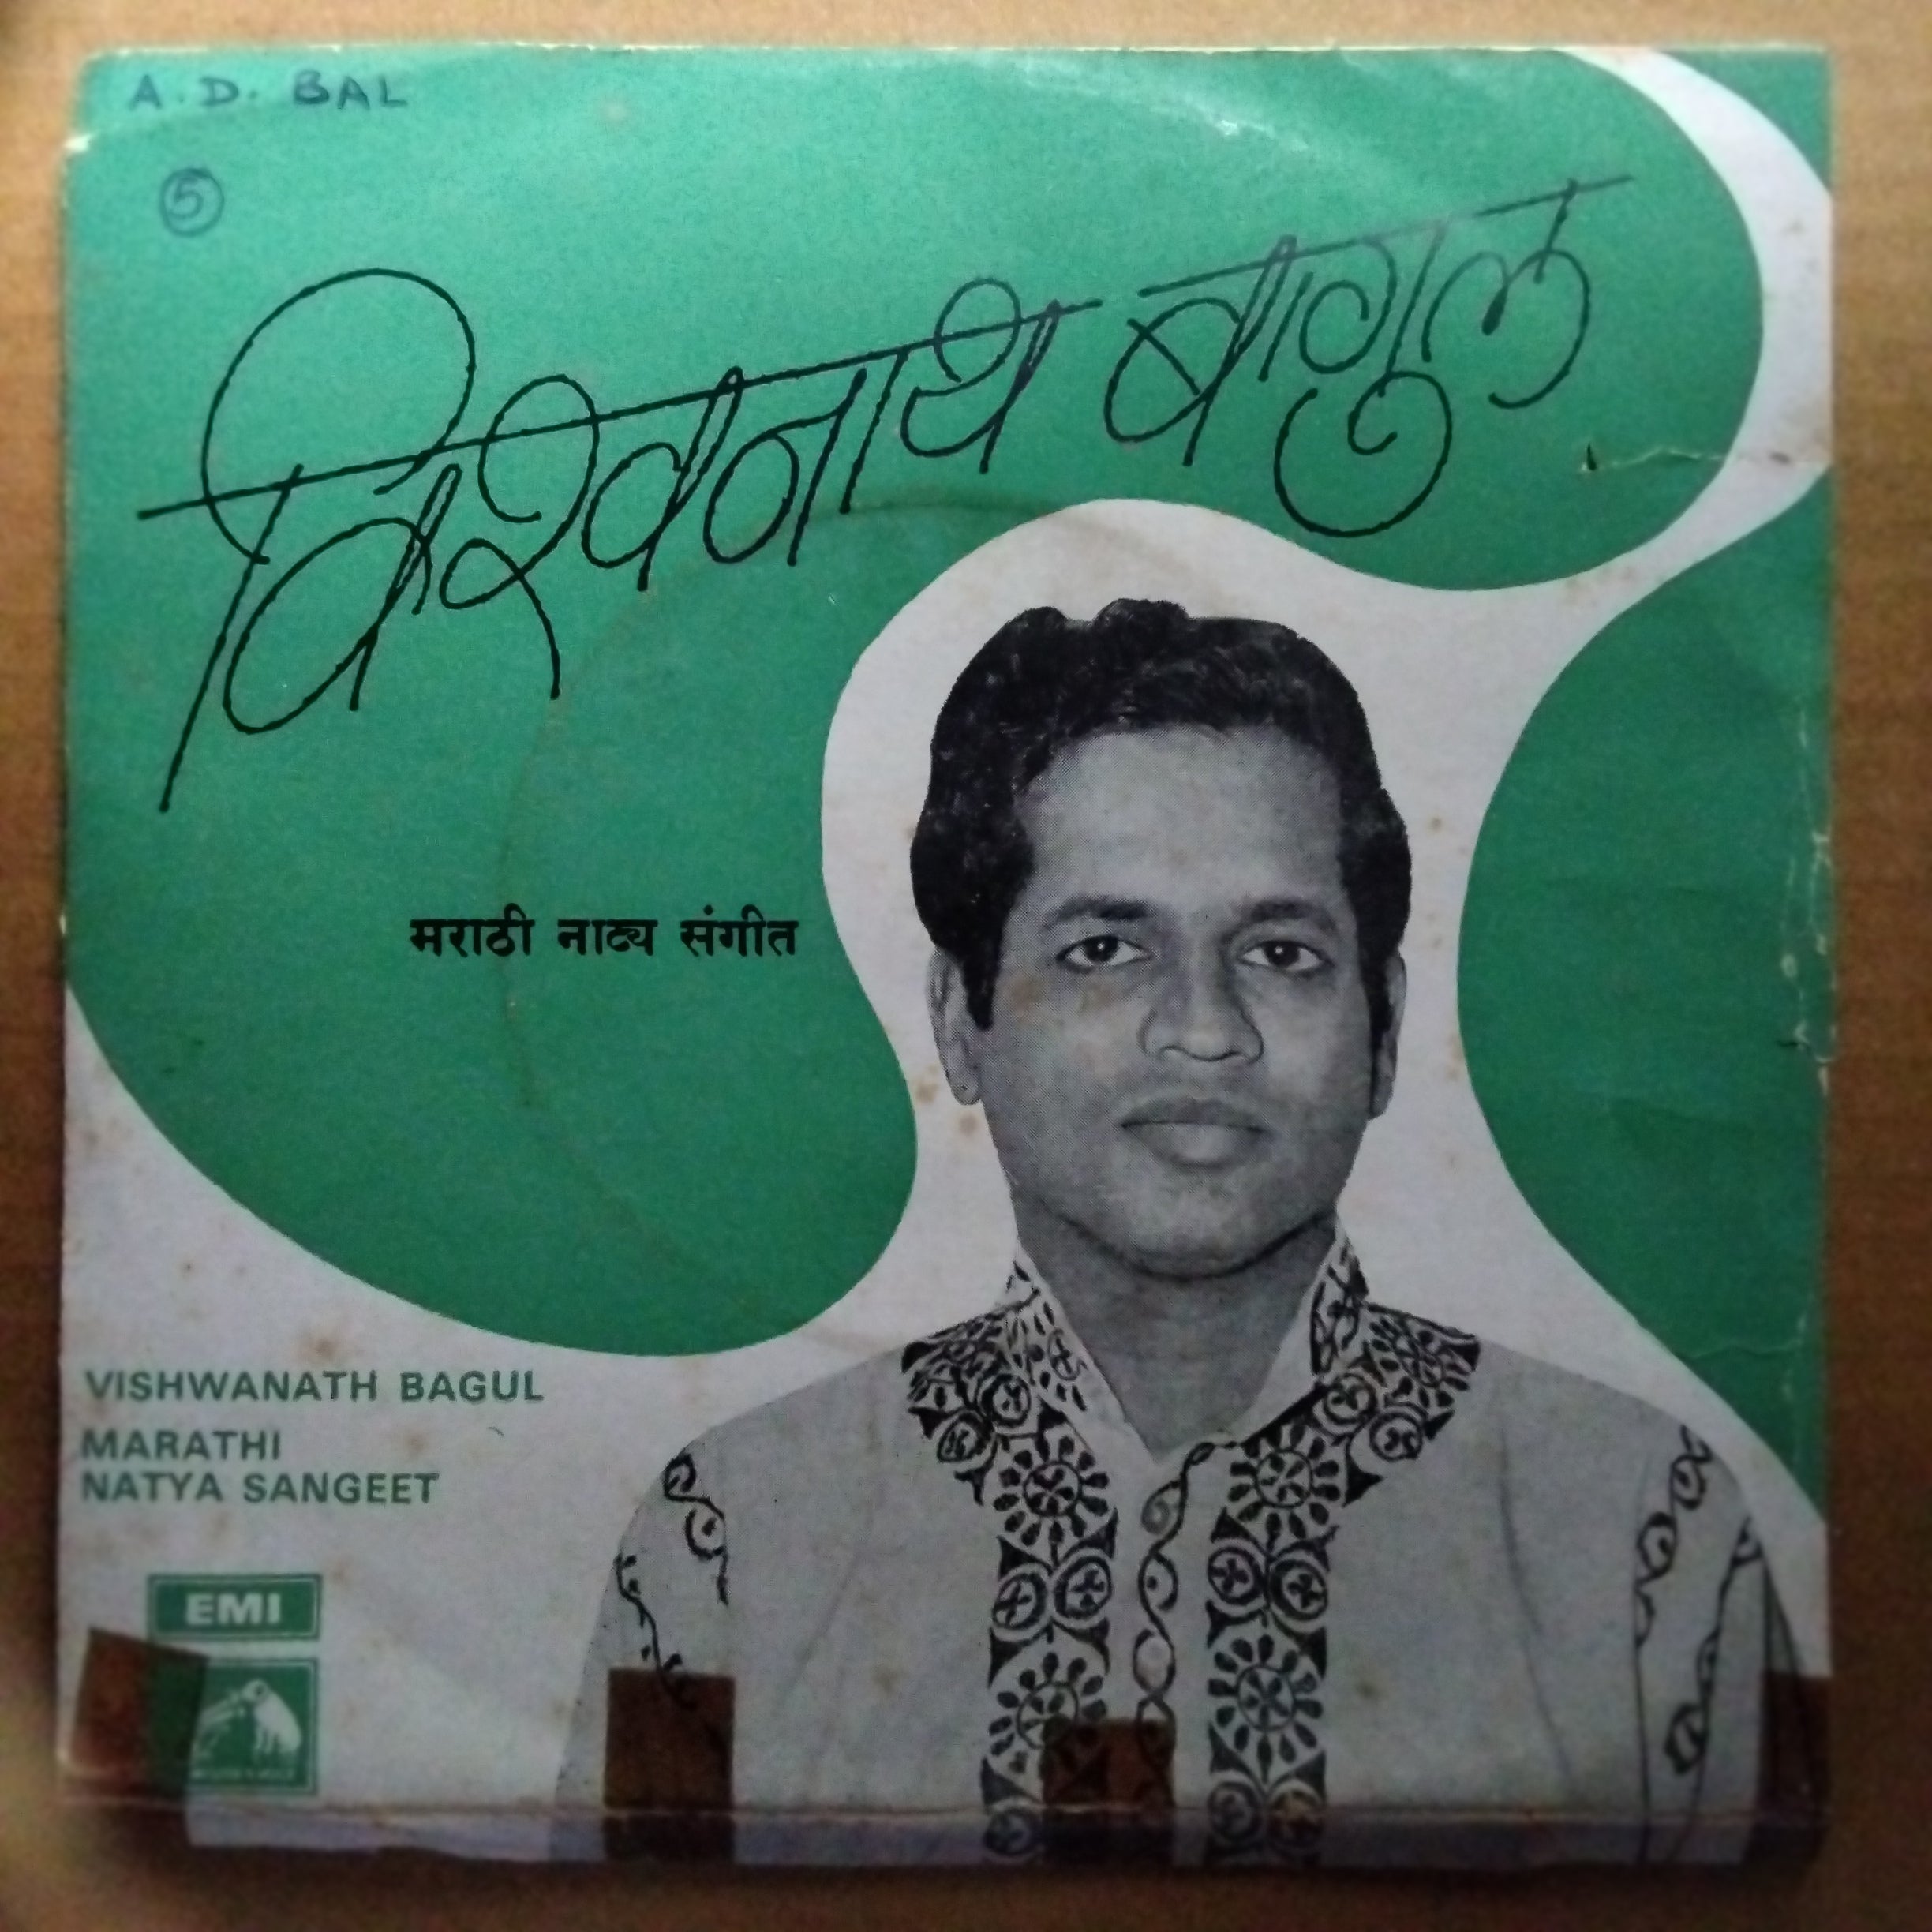 A. D. BAL
5
विश्वनाथ बागुल
मराठी नाट्य संगीत
VISHWANATH BAGUL
MARATHI
NATYA SANGEET
EMI